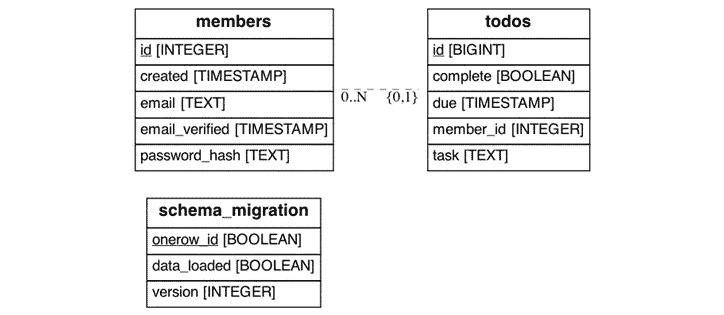 members
id [INTEGER]
created [TIMESTAMP]
email [TEXT]
email_verified [TIMESTAMP]
password_hash [TEXT]
0..N {0,1}
todos
id [BIGINT]
complete [BOOLEAN]
due [TIMESTAMP]
member_id [INTEGER]
task [TEXT]
schema_migration
onerow_id [BOOLEAN]
data_loaded [BOOLEAN]
version [INTEGER]